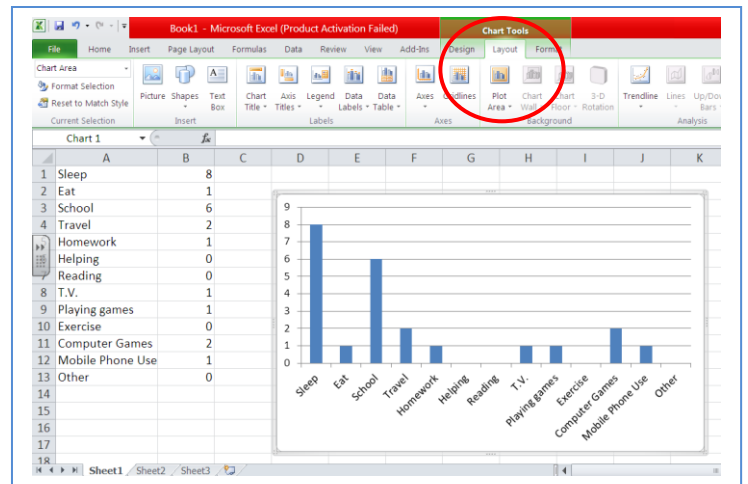 Book1 - Microsoft Excel (Product Activation Failed)
Chart Tools
File Home Insert Page Layout Formulas Data Review View Add-Ins Design Layout Format
Chart Area
Format Selection
Reset to Match Style
Current Selection
Picture Shapes Text Box
Insert
Chart Title Axis Titles Legend Data Labels Data Table
Labels
Axes Gridlines
Axes
Plot Area Chart Wall Chart Floor 3-D Rotation
Background
Trendline Lines Up/Down Bars
Analysis
Chart 1 fx
A B C D E F G H I J K
1 Sleep 8
2 Eat 1
3 School 6
4 Travel 2
Homework 1
Helping 0
7 Reading 0
8 T.V. 1
9 Playing games 1
10 Exercise 0
11 Computer Games 2
12 Mobile Phone Use 1
13 Other 0
14
15
16
17
18
9
8
7
6
5
4
3
2
1
0
Sleep Eat School Travel Homework Helping Reading T.V. Playing games Exercise Computer Games Mobile Phone Use Other
Sheet1 Sheet2 Sheet3